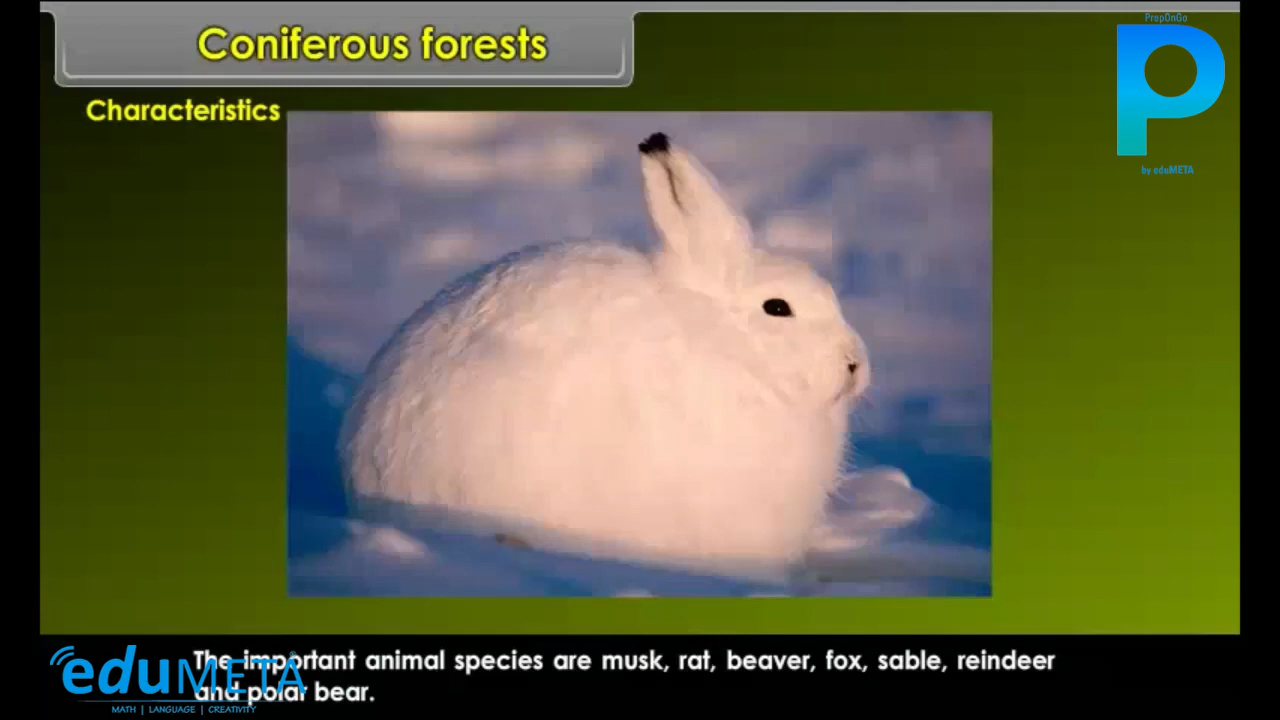 Coniferous forests
PropOnGo
P
by eduMETA
Characteristics
The important animal species are musk, rat, beaver, fox, sable, reindeer
and polar bear.
eduMETA
MATH | LANGUAGE | CREATIVITY